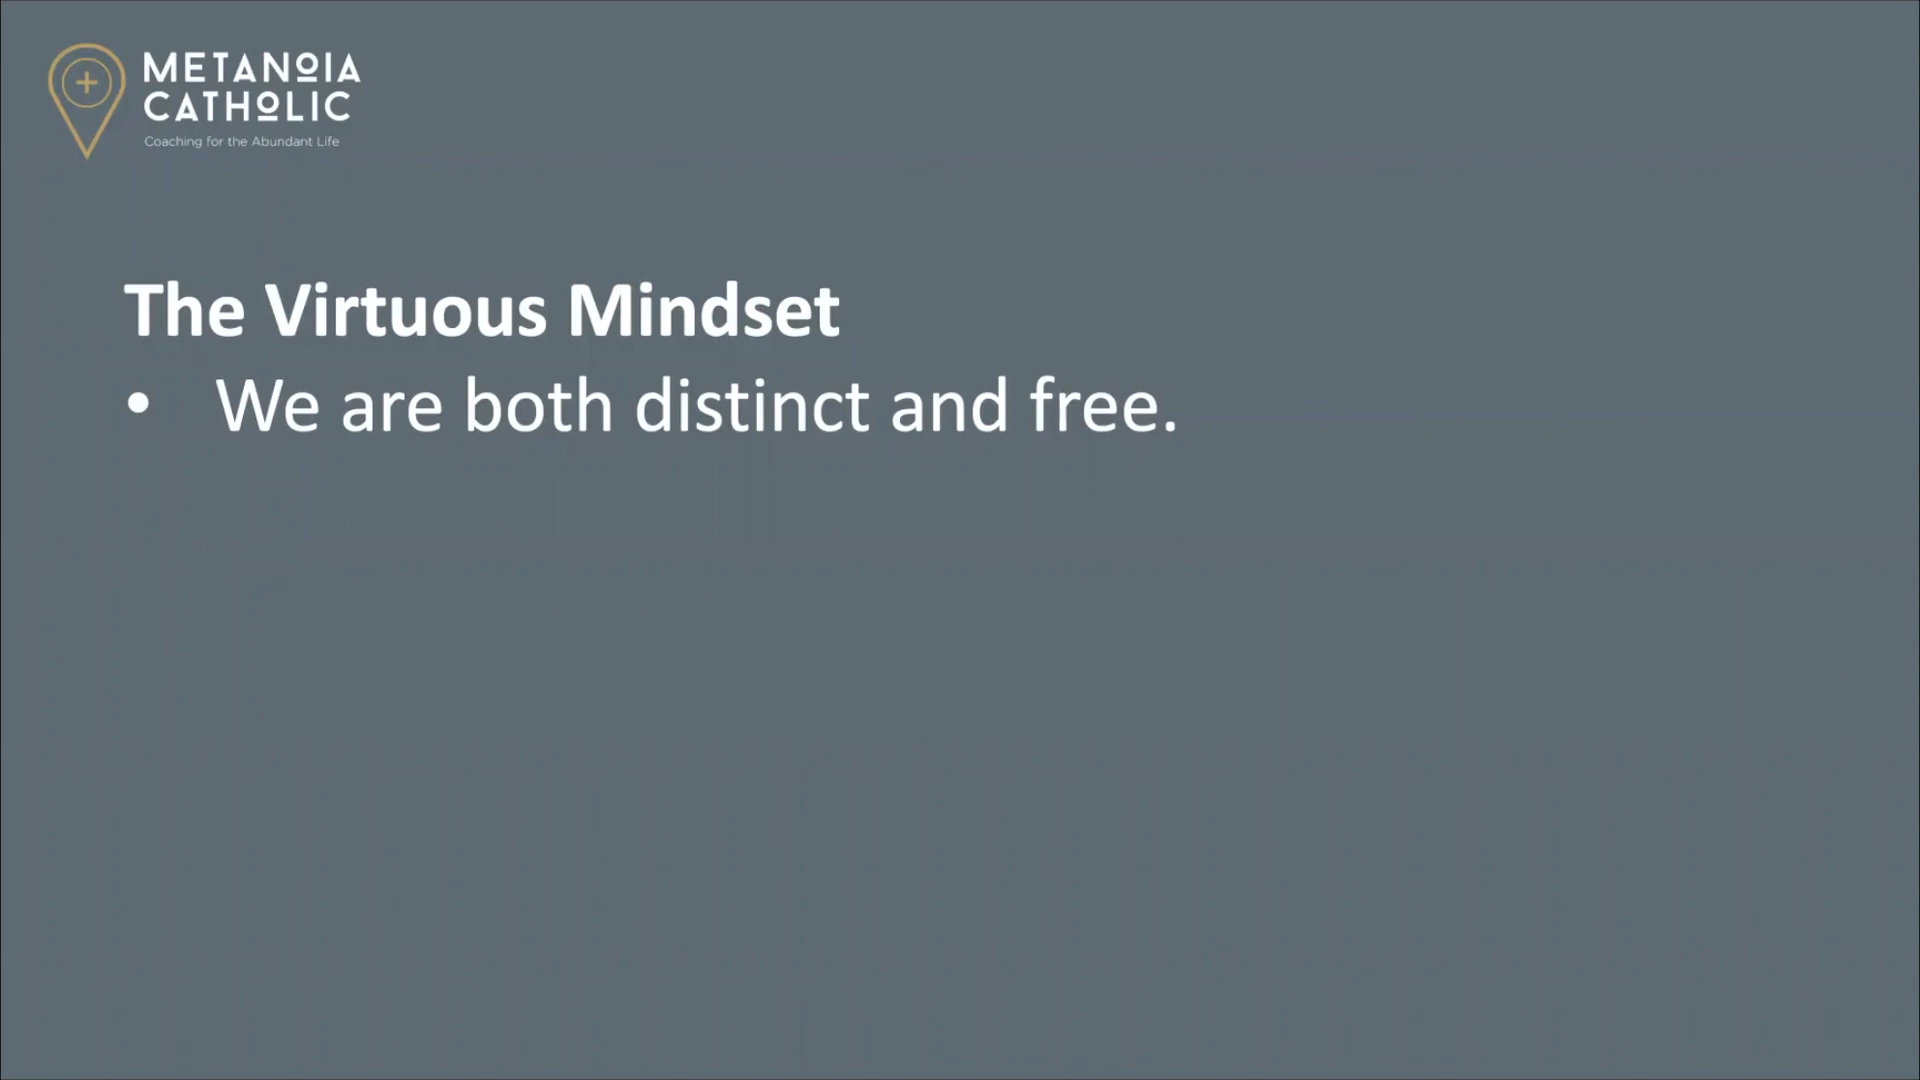 METANOIA
CATHOLIC
Coaching for the Abundant Life
The Virtuous Mindset
• We are both distinct and free.